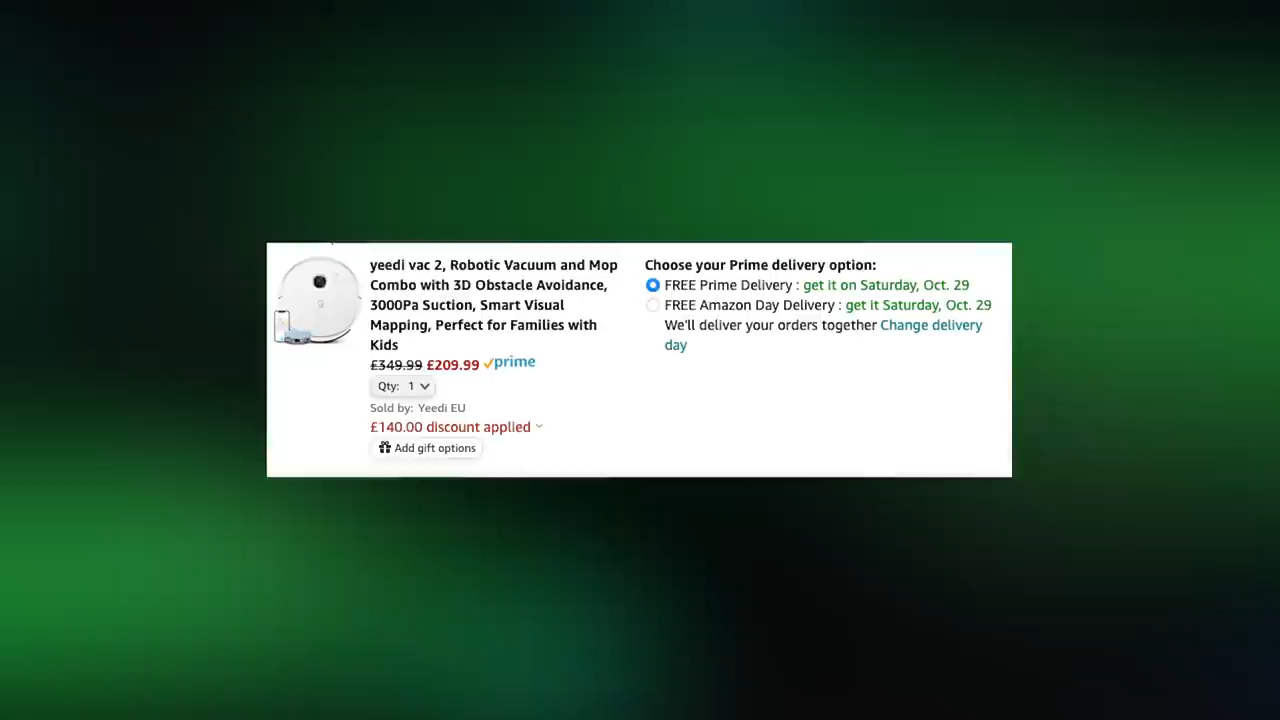 yeedi vac 2, Robotic Vacuum and Mop
Combo with 3D Obstacle Avoidance,
3000Pa Suction, Smart Visual
Mapping, Perfect for Families with
Kids
£349.99 £209.99 prime
Qty: 1
Sold by: Yeedi EU
£140.00 discount applied
Add gift options
Choose your Prime delivery option:
FREE Prime Delivery : get it on Saturday, Oct. 29
FREE Amazon Day Delivery : get it Saturday, Oct. 29
We'll deliver your orders together Change delivery
day